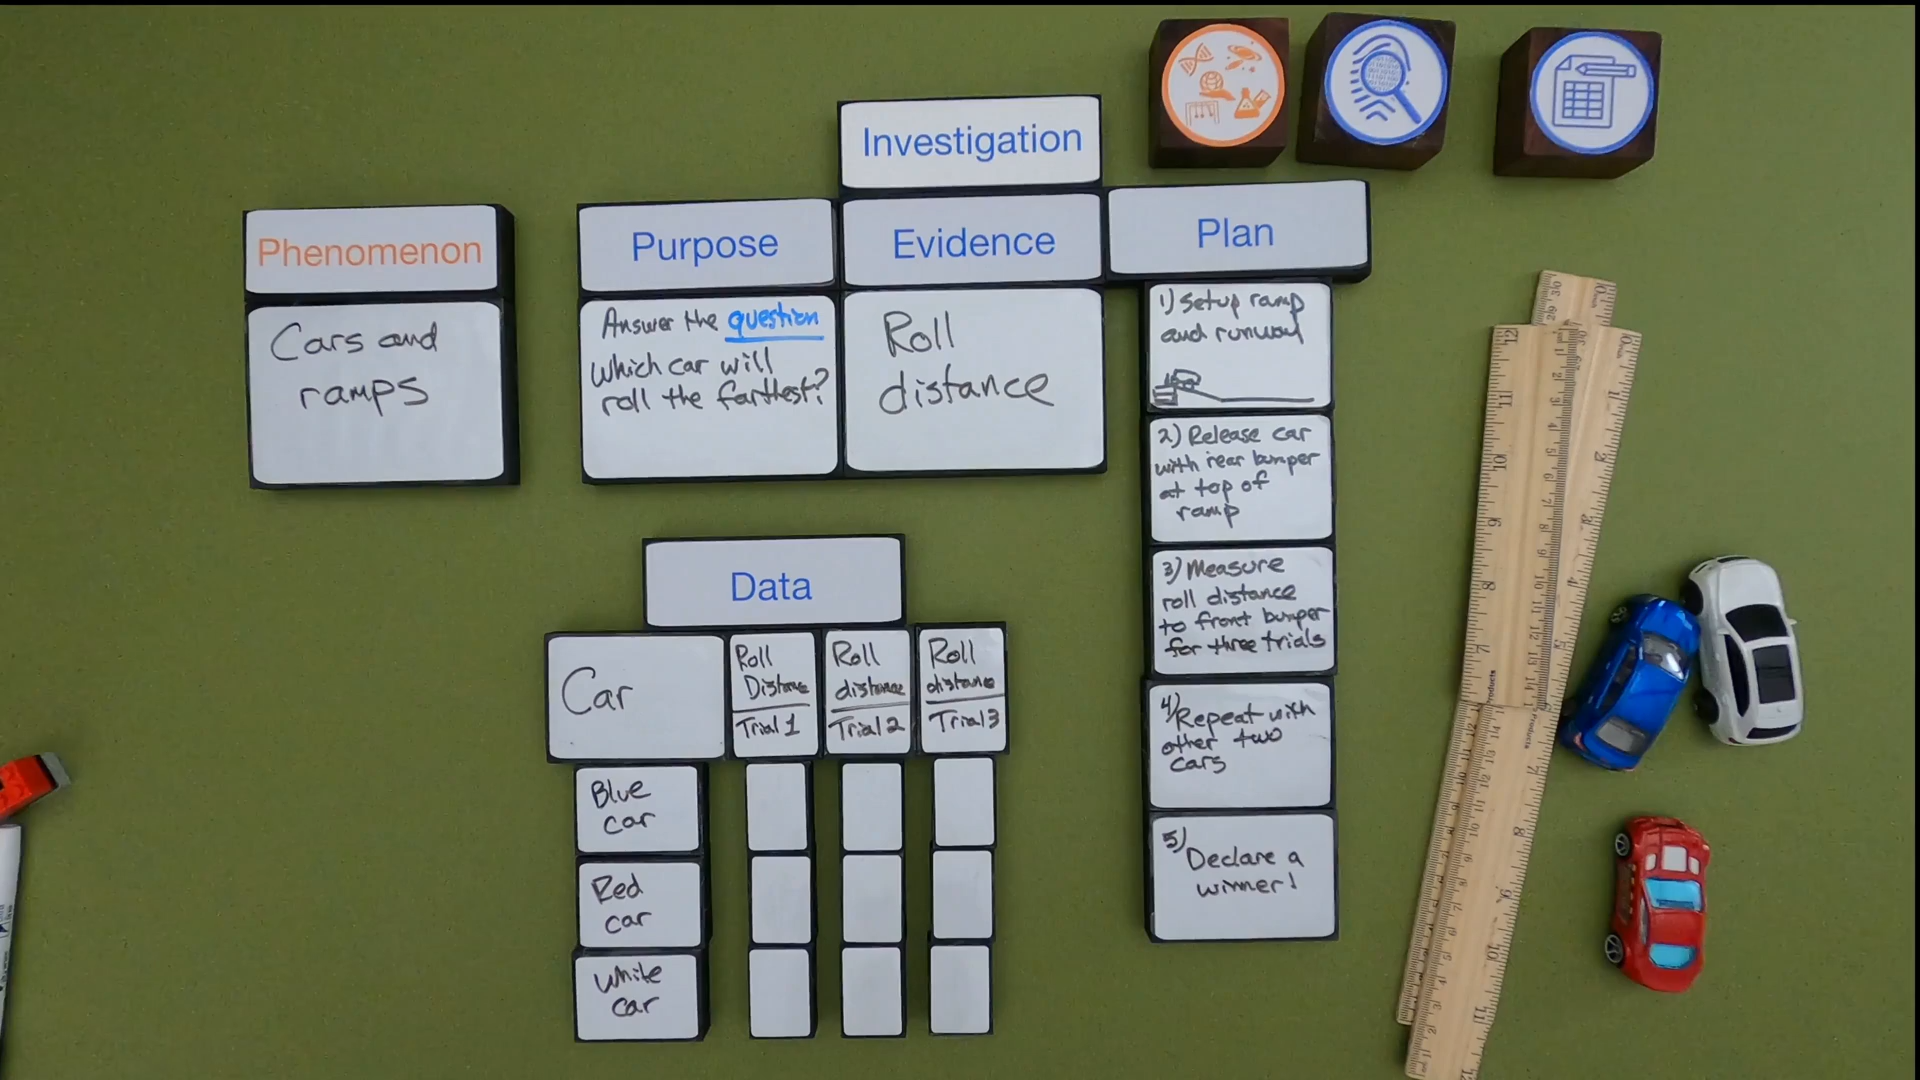 Investigation
Phenomenon
Purpose
Evidence
Plan
Cars and
ramps
Answer the question
which car will
roll the farthest?
Roll
distance
1) Setup ramp
and runway
2) Release car
with rear bumper
at top of
ramp
3) Measure
roll distance
to front bumper
for three trials
4) Repeat with
other two
cars
5) Declare a
winner!
Data
Car
Roll
Distance
Trial 1
Roll
distance
Trial 2
Roll
distance
Trial 3
Blue
car
Red
car
White
car